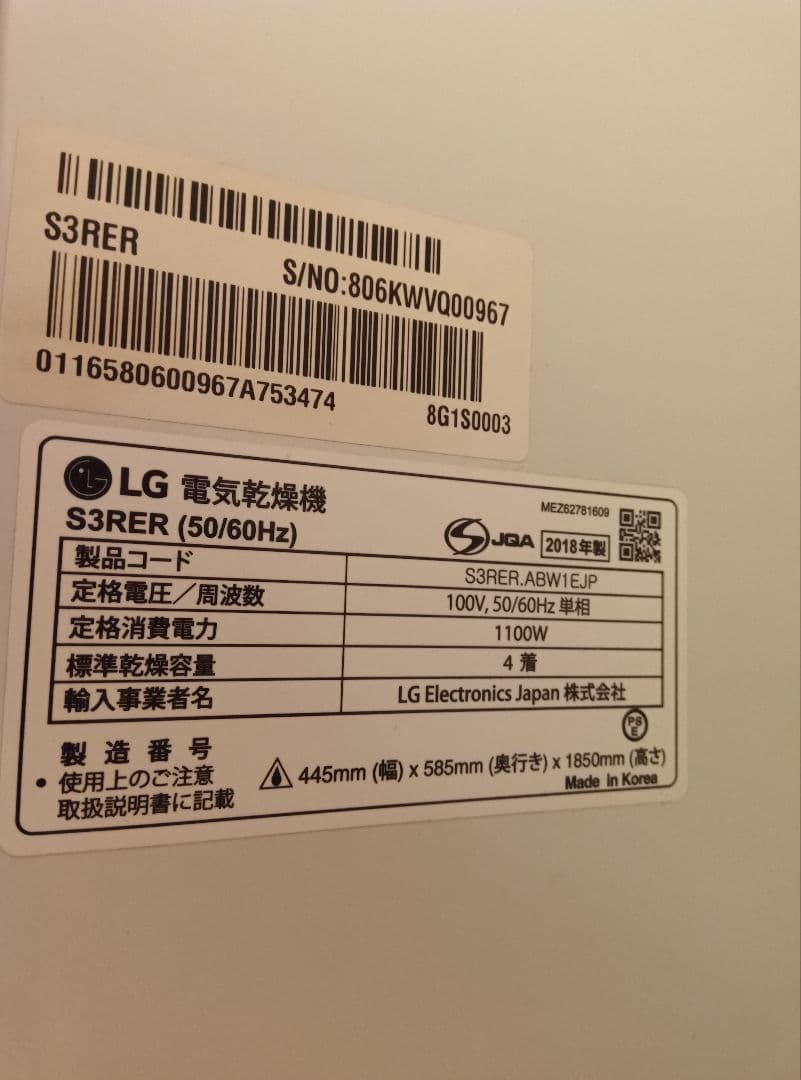 S3RER
S/NO:806KWVQ00967
0116580600967A753474
8G1S0003
LG 電気乾燥機
S3RER (50/60Hz)
MEZ62781609
JQA 2018年製
製品コード S3RER.ABW1EJP
定格電圧／周波数 100V, 50/60Hz 単相
定格消費電力 1100W
標準乾燥容量 4 着
輸入事業者名 LG Electronics Japan 株式会社
PS
E
製造番号
• 使用上のご注意
取扱説明書に記載
445mm (幅) x 585mm (奥行き) x 1850mm (高さ)
Made in Korea